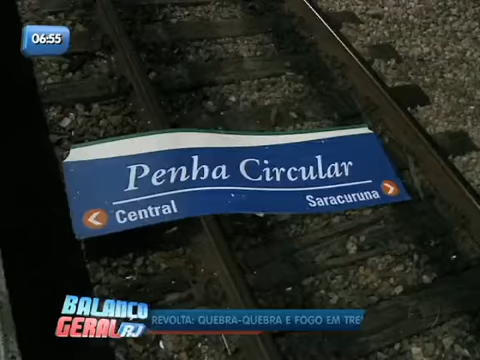 06:55
Penha Circular
Central
Saracuruna
BALANÇO
GERAL RJ
REVOLTA: QUEBRA-QUEBRA E FOGO EM TRE